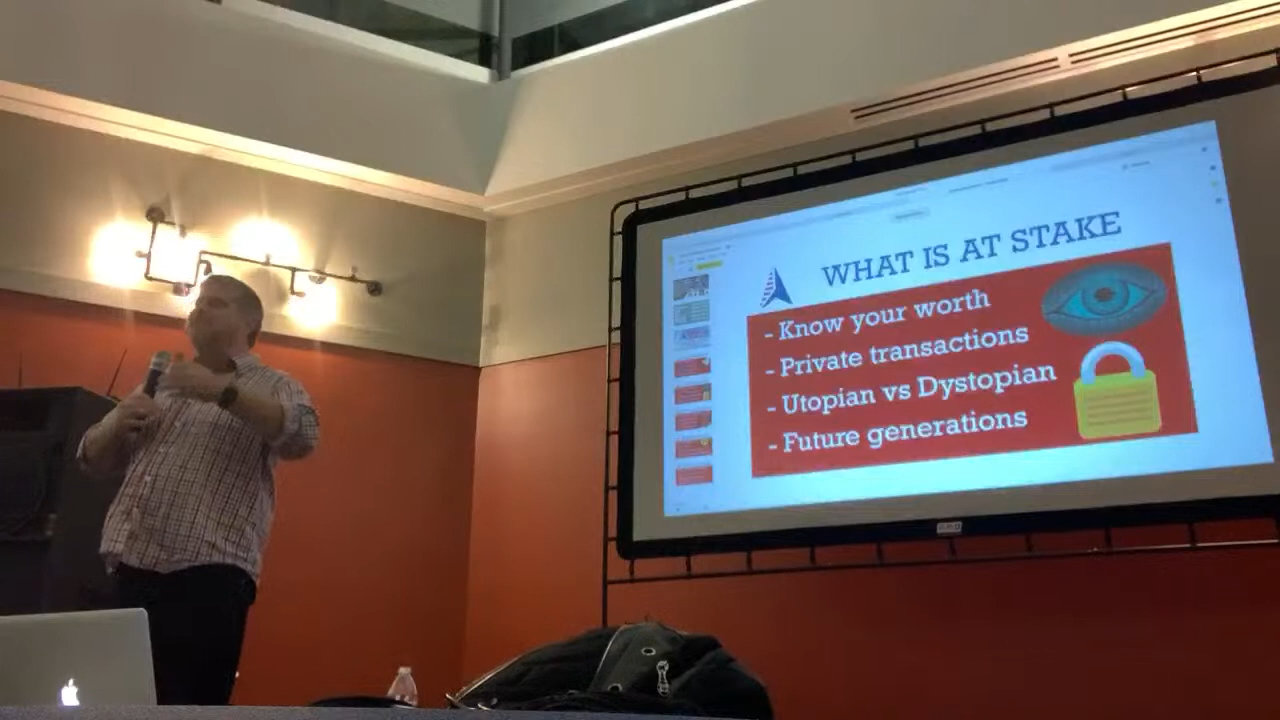 WHAT IS AT STAKE
- Know your worth
- Private transactions
- Utopian vs Dystopian
- Future generations